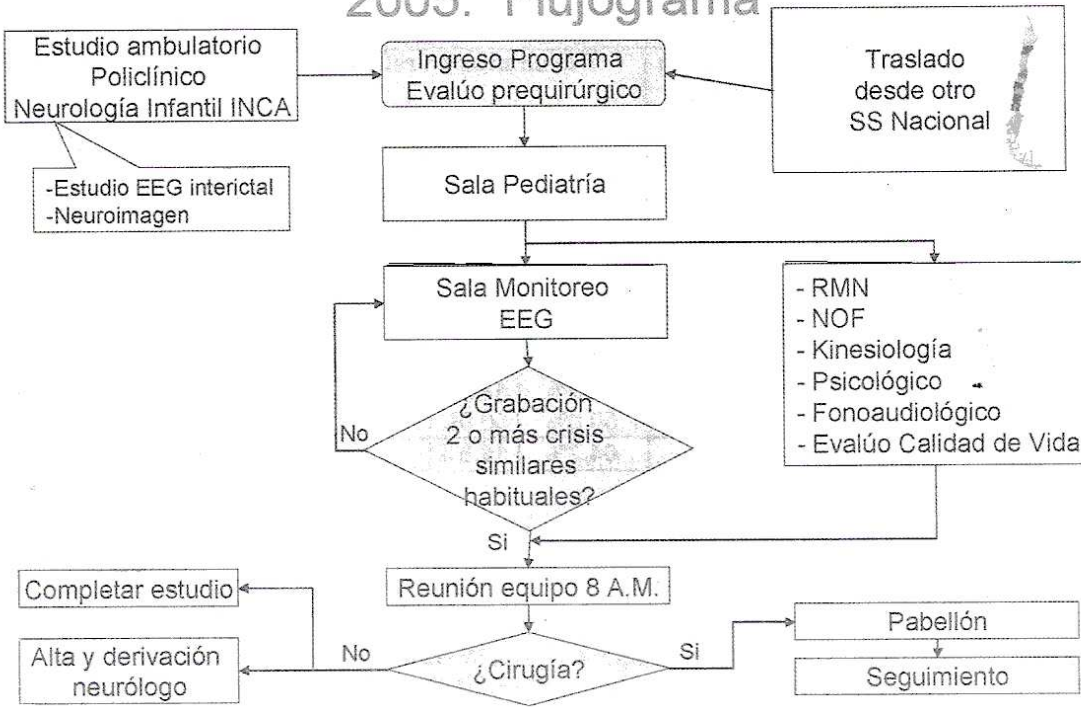 2005. Flujograma
Estudio ambulatorio
Policlínico
Neurología Infantil INCA
-Estudio EEG interictal
-Neuroimagen
Ingreso Programa
Evalúo prequirúrgico
Traslado
desde otro
SS Nacional
Sala Pediatría
Sala Monitoreo
EEG
- RMN
- NOF
- Kinesiología
- Psicológico
- Fonoaudiológico
- Evalúo Calidad de Vida
¿Grabación
2 o más crisis
similares
habituales?
No
Si
Reunión equipo 8 A.M.
Completar estudio
Alta y derivación
neurólogo
No
¿Cirugía?
Si
Pabellón
Seguimiento